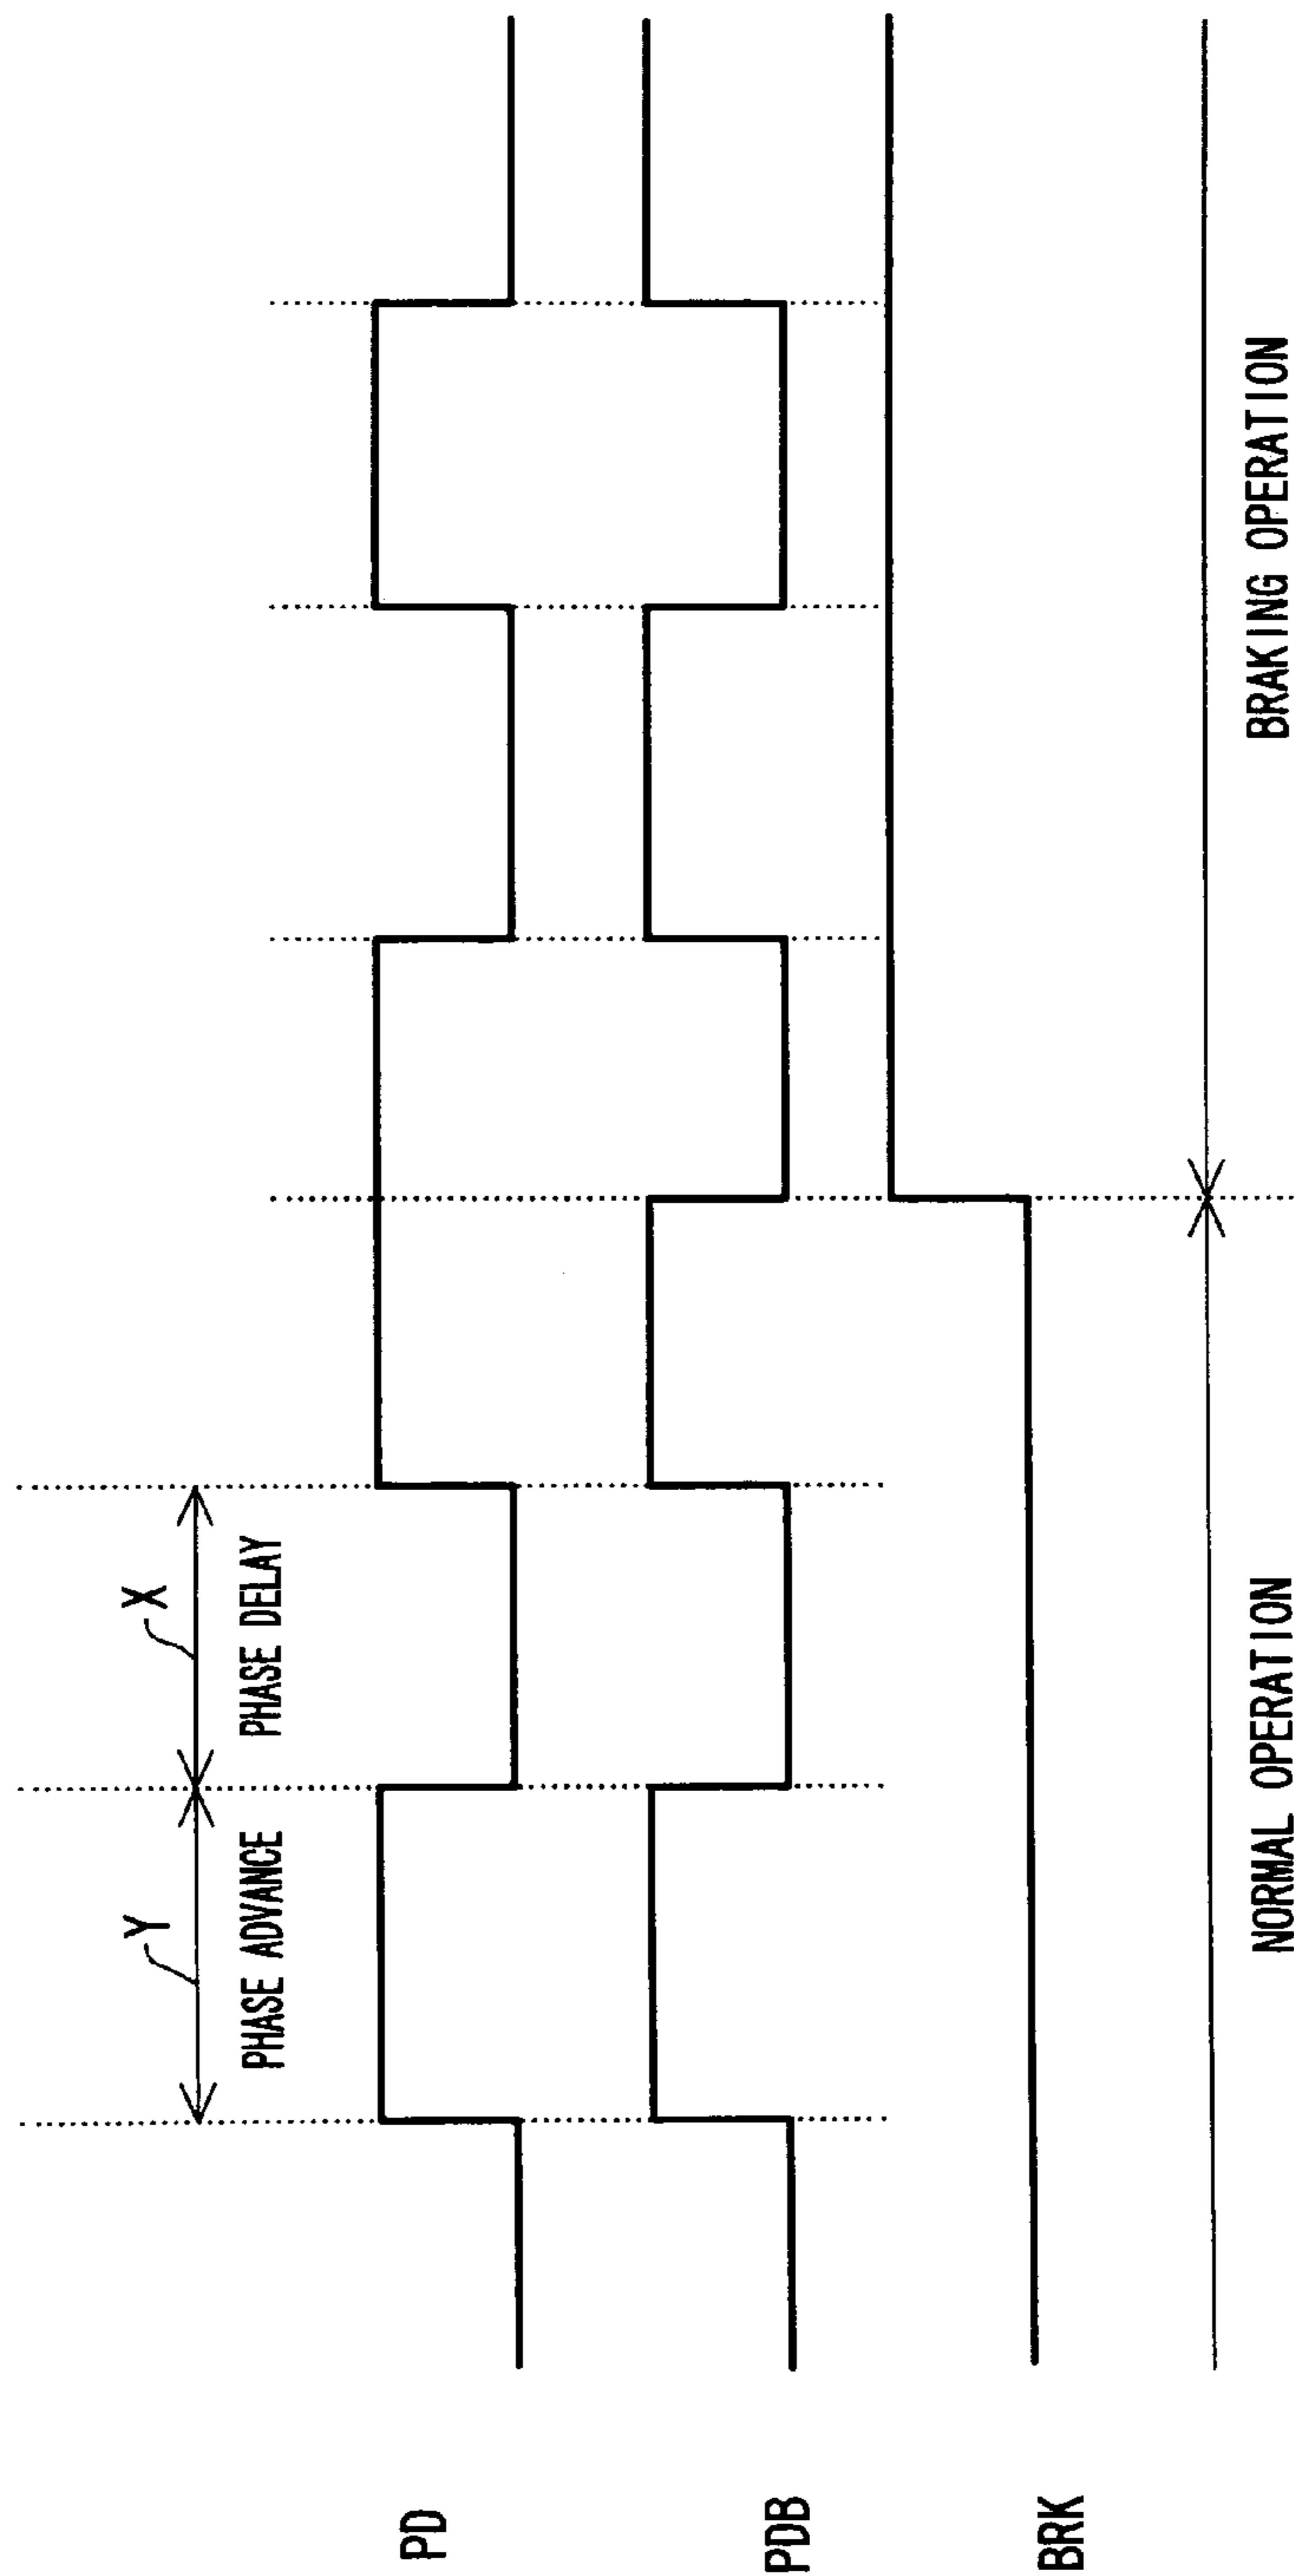 Y
X
PHASE ADVANCE
PHASE DELAY
PD
PDB
BRK
NORMAL OPERATION
BRAKING OPERATION